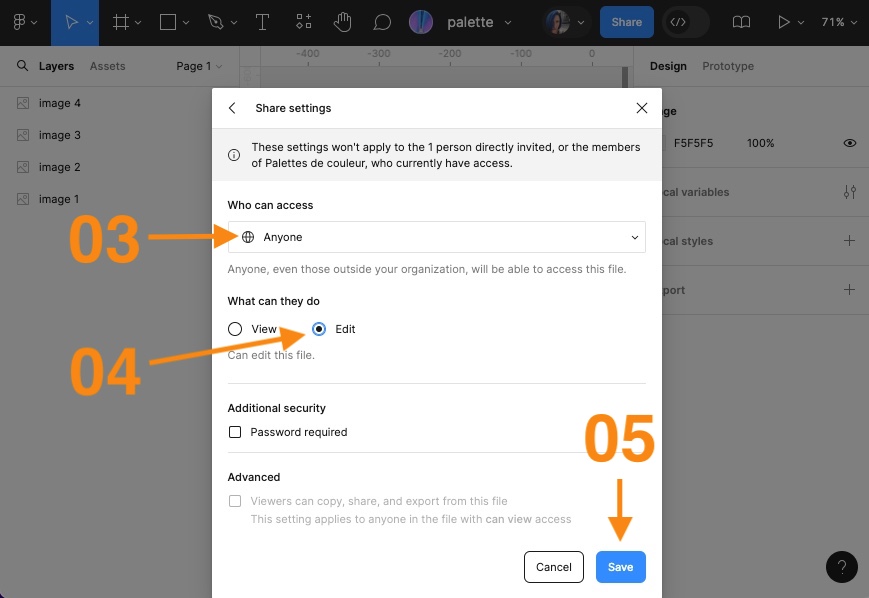 palette
Share
71%
Layers
Assets
Page 1
-400
-300
-200
-100
0
Design
Prototype
image 4
image 3
image 2
image 1
Share settings
These settings won't apply to the 1 person directly invited, or the members
of Palettes de couleur, who currently have access.
F5F5F5
100%
Who can access
Anyone
Anyone, even those outside your organization, will be able to access this file.
03
What can they do
View
Edit
Can edit this file.
04
Additional security
Password required
05
Advanced
Viewers can copy, share, and export from this file
This setting applies to anyone in the file with can view access
Cancel
Save
ge
cal variables
cal styles
port
?